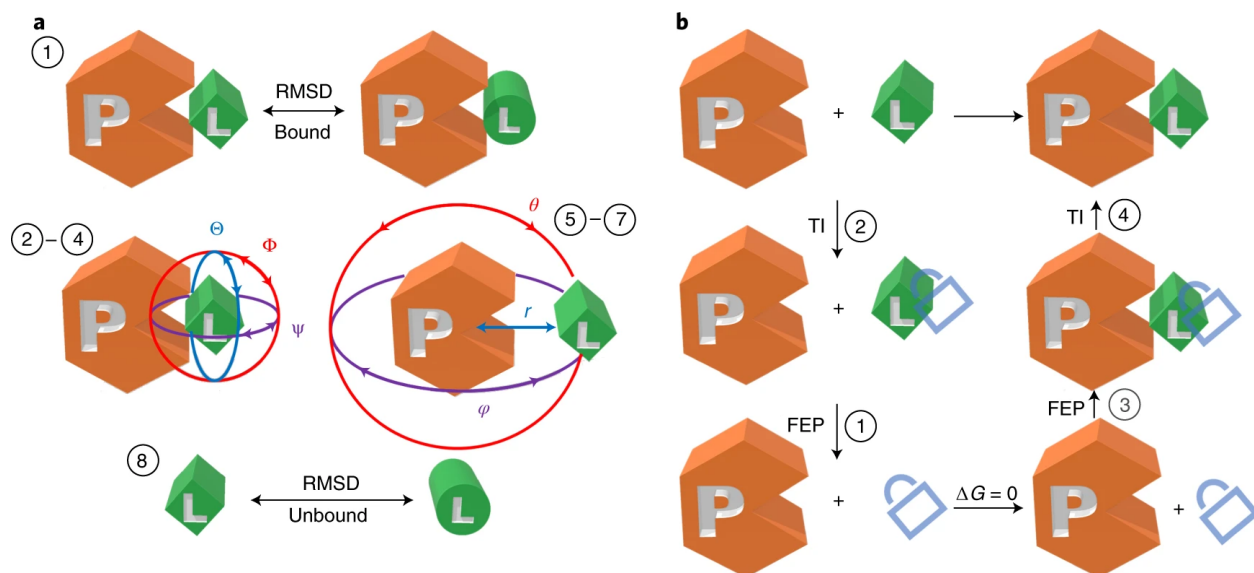 a
1
P
L
RMSD
Bound
P
L
2 – 4
Θ
Φ
ψ
P
L
θ
5 – 7
r
P
L
φ
8
L
RMSD
Unbound
L
b
P
+
L
P
L
TI
2
TI
4
P
+
L
P
L
FEP
1
FEP
3
P
+
ΔG = 0
P
+